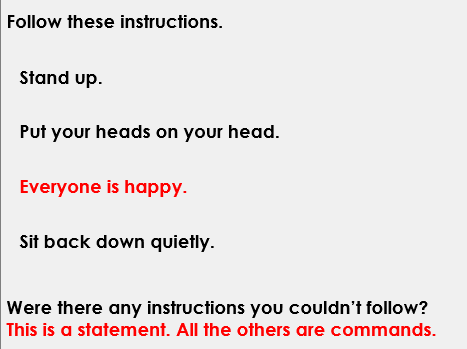 Follow these instructions.
Stand up.
Put your heads on your head.
Everyone is happy.
Sit back down quietly.
Were there any instructions you couldn't follow?
This is a statement. All the others are commands.